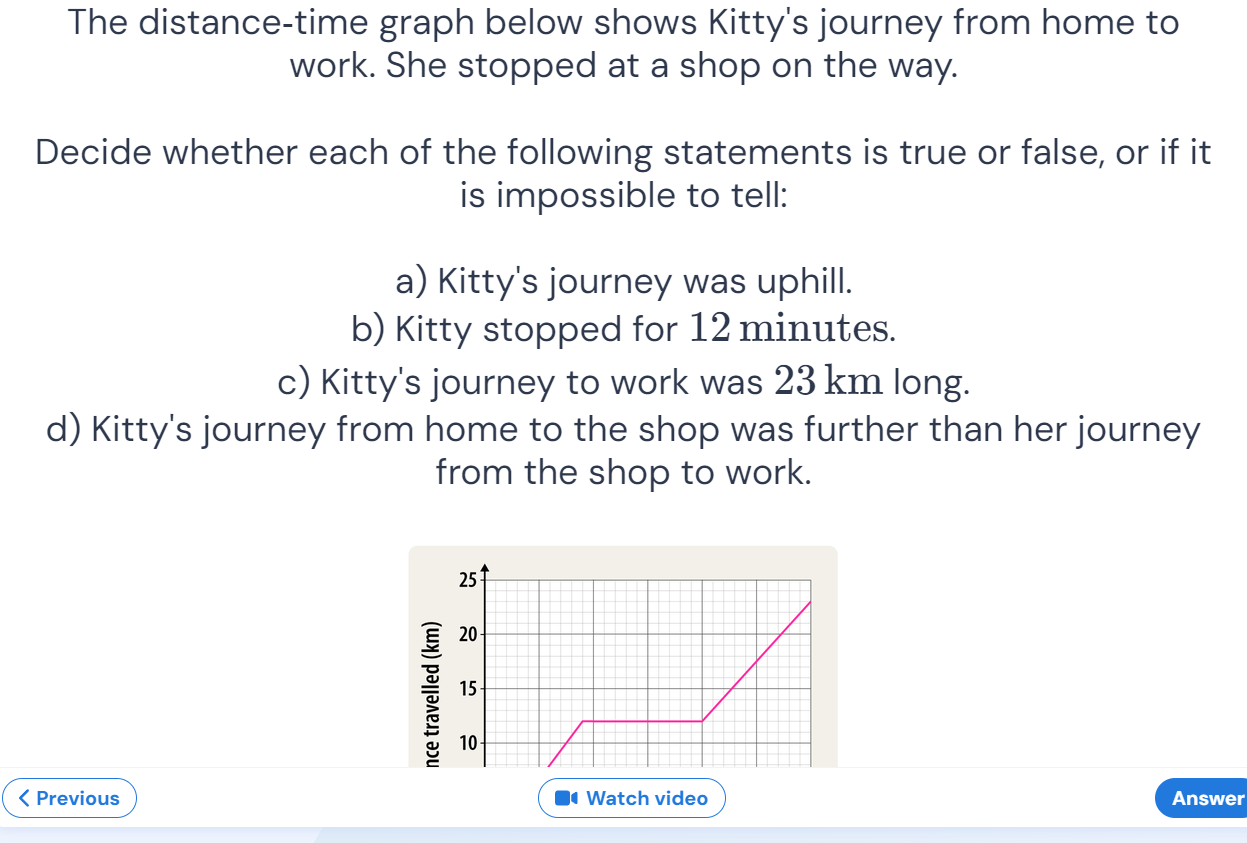 The distance-time graph below shows Kitty's journey from home to
work. She stopped at a shop on the way.
Decide whether each of the following statements is true or false, or if it
is impossible to tell:
a) Kitty's journey was uphill.
b) Kitty stopped for 12 minutes.
c) Kitty's journey to work was 23 km long.
d) Kitty's journey from home to the shop was further than her journey
from the shop to work.
25
20
15
10
nce travelled (km)
Previous
Watch video
Answer